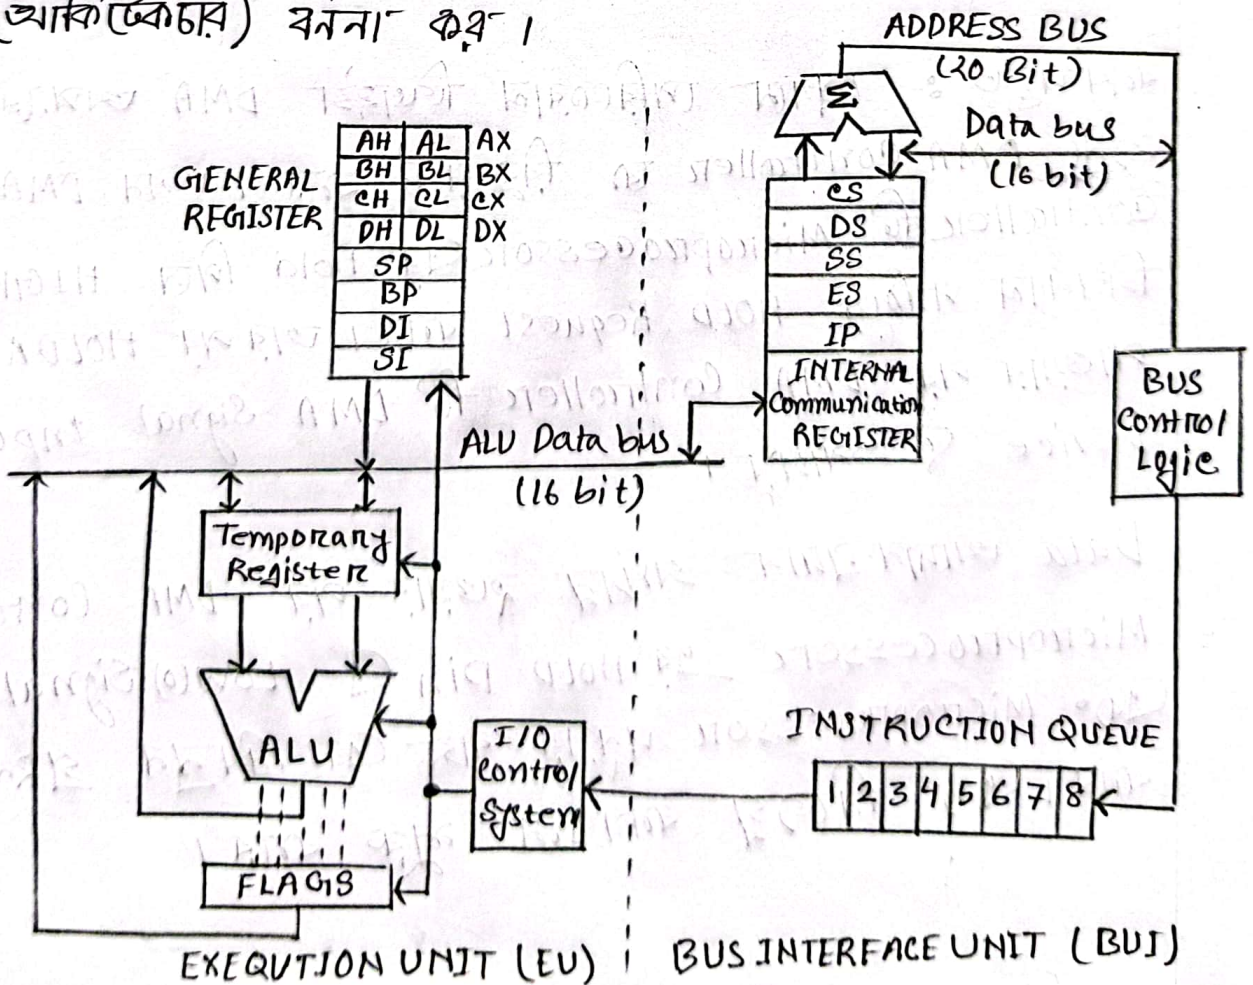 (আর্কিটেকচার) বর্ননা কর।
ADDRESS BUS
(20 Bit)
Data bus
(16 bit)
Σ
GENERAL
REGISTER
AH AL AX
BH BL BX
CH CL CX
DH DL DX
SP
BP
DI
SI
CS
DS
SS
ES
IP
INTERNAL
Communication
REGISTER
BUS
Control
Logic
ALU Data bus
(16 bit)
Temporary
Register
ALU
I/O
Control
System
INSTRUCTION QUEUE
1 2 3 4 5 6 7 8
FLAGS
EXEQUTION UNIT (EU)
BUS INTERFACE UNIT (BUI)